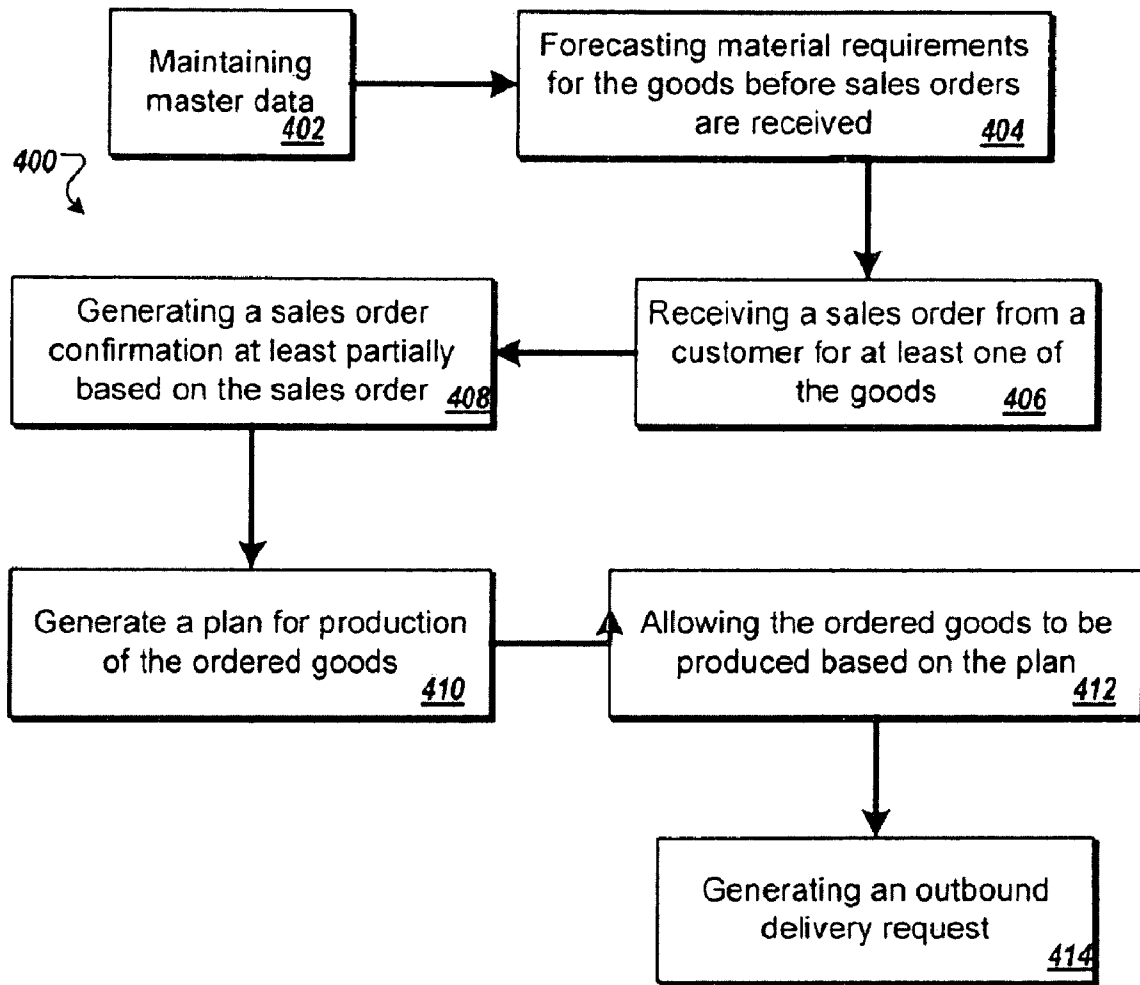 Maintaining
master data
402
Forecasting material requirements
for the goods before sales orders
are received
404
400
Receiving a sales order from a
customer for at least one of
the goods
406
Generating a sales order
confirmation at least partially
based on the sales order
408
Generate a plan for production
of the ordered goods
410
Allowing the ordered goods to be
produced based on the plan
412
Generating an outbound
delivery request
414